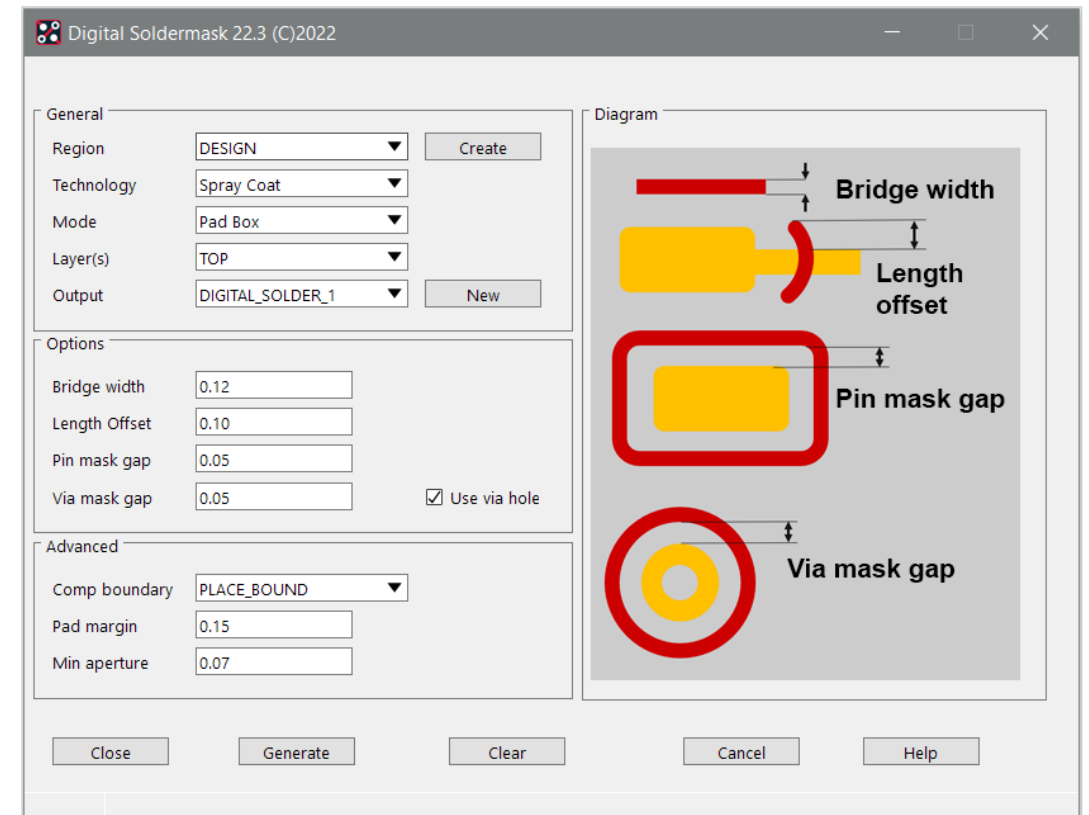 Digital Soldermask 22.3 (C)2022
General
Region DESIGN Create
Technology Spray Coat
Mode Pad Box
Layer(s) TOP
Output DIGITAL_SOLDER_1 New
Options
Bridge width 0.12
Length Offset 0.10
Pin mask gap 0.05
Via mask gap 0.05 Use via hole
Advanced
Comp boundary PLACE_BOUND
Pad margin 0.15
Min aperture 0.07
Diagram
Bridge width
Length
offset
Pin mask gap
Via mask gap
Close Generate Clear Cancel Help